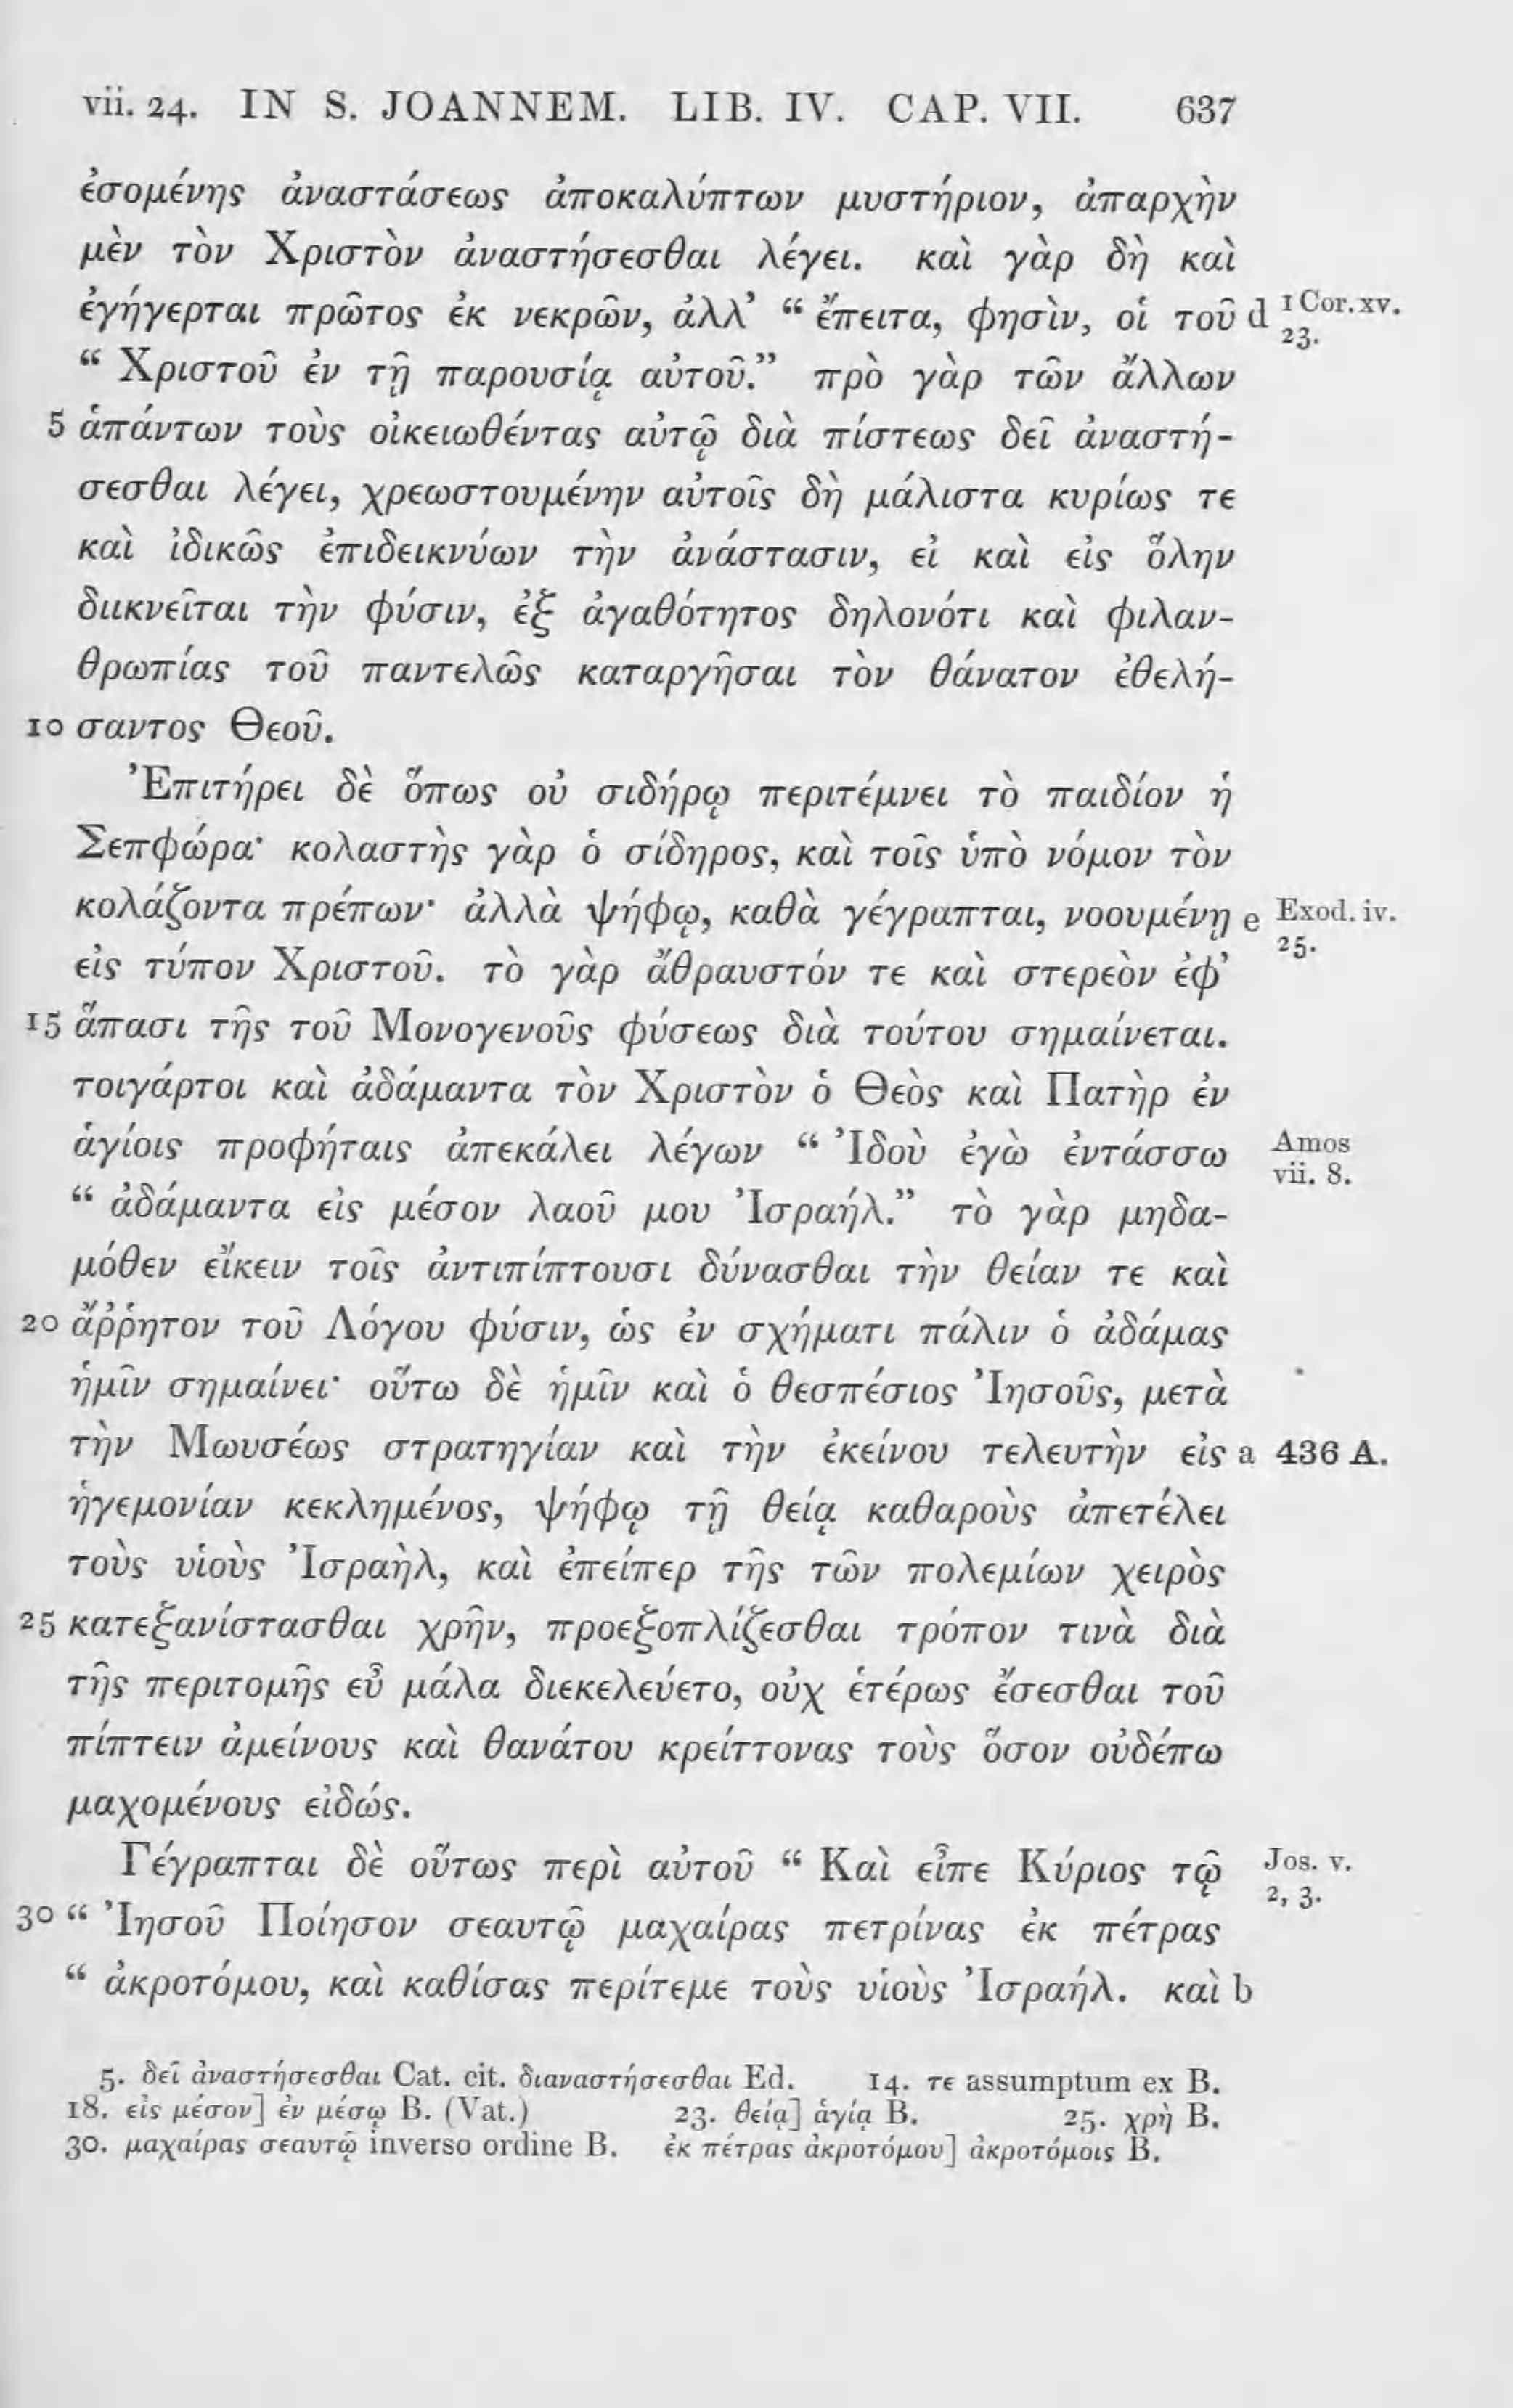 vii. 24. IN S. JOANNEM. LIB. IV. CAP. VII. 637
ἐσομένης ἀναστάσεως ἀποκαλύπτων μυστήριον, ἀπαρχὴν
μὲν τὸν Χριστὸν ἀναστήσεσθαι λέγει. καὶ γὰρ δὴ καὶ
ἐγήγερται πρῶτος ἐκ νεκρῶν, ἀλλ’ “ ἔπειτα, φησὶν, οἱ τοῦ d 1 Cor. xv. 23.
“ Χριστοῦ ἐν τῇ παρουσίᾳ αὐτοῦ.” πρὸ γὰρ τῶν ἄλλων
5 ἁπάντων τοὺς οἰκειωθέντας αὐτῷ διὰ πίστεως δεῖ ἀναστή-
σεσθαι λέγει, χρεωστουμένην αὐτοῖς δὴ μάλιστα κυρίως τε
καὶ ἰδικῶς ἐπιδεικνύων τὴν ἀνάστασιν, εἰ καὶ εἰς ὅλην
διικνεῖται τὴν φύσιν, ἐξ ἀγαθότητος δηλονότι καὶ φιλαν-
θρωπίας τοῦ παντελῶς καταργῆσαι τὸν θάνατον ἐθελή-
10 σαντος Θεοῦ.
Ἐπιτήρει δὲ ὅπως οὐ σιδήρῳ περιτέμνει τὸ παιδίον ἡ
Σεπφώρα· κολαστὴς γὰρ ὁ σίδηρος, καὶ τοῖς ὑπὸ νόμον τὸν
κολάζοντα πρέπων· ἀλλὰ ψήφῳ, καθὰ γέγραπται, νοουμένῃ e Exod. iv. 25.
εἰς τύπον Χριστοῦ. τὸ γὰρ ἄθραυστόν τε καὶ στερεὸν ἐφ’
15 ἅπασι τῆς τοῦ Μονογενοῦς φύσεως διὰ τούτου σημαίνεται.
τοιγάρτοι καὶ ἀδάμαντα τὸν Χριστὸν ὁ Θεὸς καὶ Πατὴρ ἐν
ἁγίοις προφήταις ἀπεκάλει λέγων “ Ἰδοὺ ἐγὼ ἐντάσσω Amos vii. 8.
“ ἀδάμαντα εἰς μέσον λαοῦ μου Ἰσραήλ.” τὸ γὰρ μηδα-
μόθεν εἴκειν τοῖς ἀντιπίπτουσι δύνασθαι τὴν θείαν τε καὶ
20 ἄῤῥητον τοῦ Λόγου φύσιν, ὡς ἐν σχήματι πάλιν ὁ ἀδάμας
ἡμῖν σημαίνει· οὕτω δὲ ἡμῖν καὶ ὁ θεσπέσιος Ἰησοῦς, μετὰ
τὴν Μωυσέως στρατηγίαν καὶ τὴν ἐκείνου τελευτὴν εἰς a 436 A.
ἡγεμονίαν κεκλημένος, ψήφῳ τῇ θείᾳ καθαροὺς ἀπετέλει
τοὺς υἱοὺς Ἰσραὴλ, καὶ ἐπείπερ τῆς τῶν πολεμίων χειρὸς
25 κατεξανίστασθαι χρῆν, προεξοπλίζεσθαι τρόπον τινὰ διὰ
τῆς περιτομῆς εὖ μάλα διεκελεύετο, οὐχ ἑτέρως ἔσεσθαι τοῦ
πίπτειν ἀμείνους καὶ θανάτου κρείττονας τοὺς ὅσον οὐδέπω
μαχομένους εἰδώς.
Γέγραπται δὲ οὕτως περὶ αὐτοῦ “ Καὶ εἶπε Κύριος τῷ Jos. v. 2, 3.
30 “ Ἰησοῦ Ποίησον σεαυτῷ μαχαίρας πετρίνας ἐκ πέτρας
“ ἀκροτόμου, καὶ καθίσας περίτεμε τοὺς υἱοὺς Ἰσραήλ. καὶ b
5. δεῖ ἀναστήσεσθαι Cat. cit. διαναστήσεσθαι Ed. 14. τε assumptum ex B.
18. εἰς μέσον] ἐν μέσῳ B. (Vat.) 23. θείᾳ] ἁγίᾳ B. 25. χρὴ B.
30. μαχαίρας σεαυτῷ inverso ordine B. ἐκ πέτρας ἀκροτόμου] ἀκροτόμοις B.